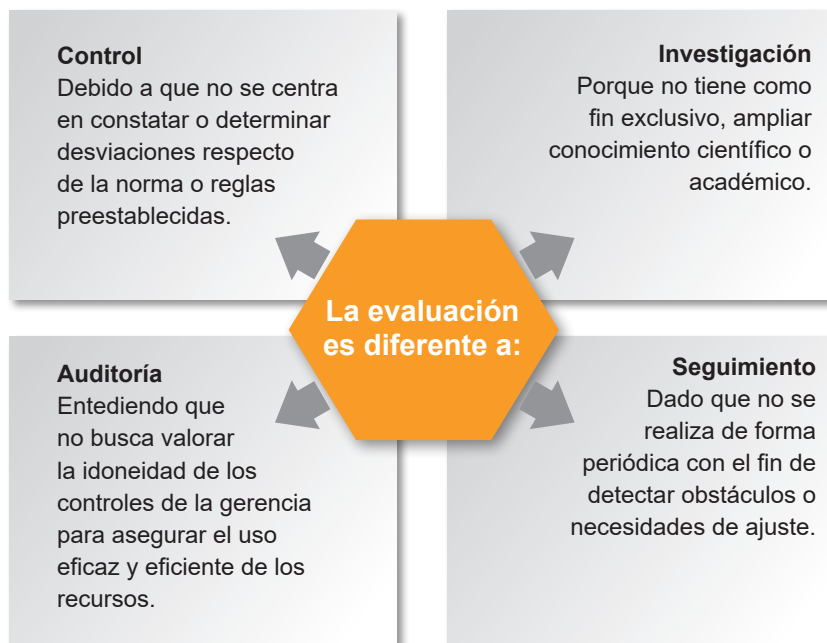 Control
Debido a que no se centra
en constatar o determinar
desviaciones respecto
de la norma o reglas
preestablecidas.
Investigación
Porque no tiene como
fin exclusivo, ampliar
conocimiento científico o
académico.
La evaluación
es diferente a:
Auditoría
Entediendo que
no busca valorar
la idoneidad de los
controles de la gerencia
para asegurar el uso
eficaz y eficiente de los
recursos.
Seguimiento
Dado que no se
realiza de forma
periódica con el fin de
detectar obstáculos o
necesidades de ajuste.